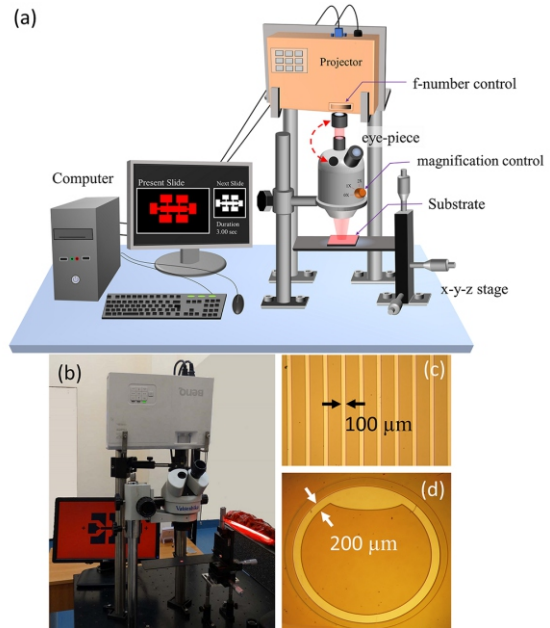 (a)
Projector
f-number control
eye-piece
magnification control
Computer
Present Slide
Next Slide
Duration
3.00 sec
Substrate
x-y-z stage
(b)
BENQ
(c)
100 µm
(d)
200 µm